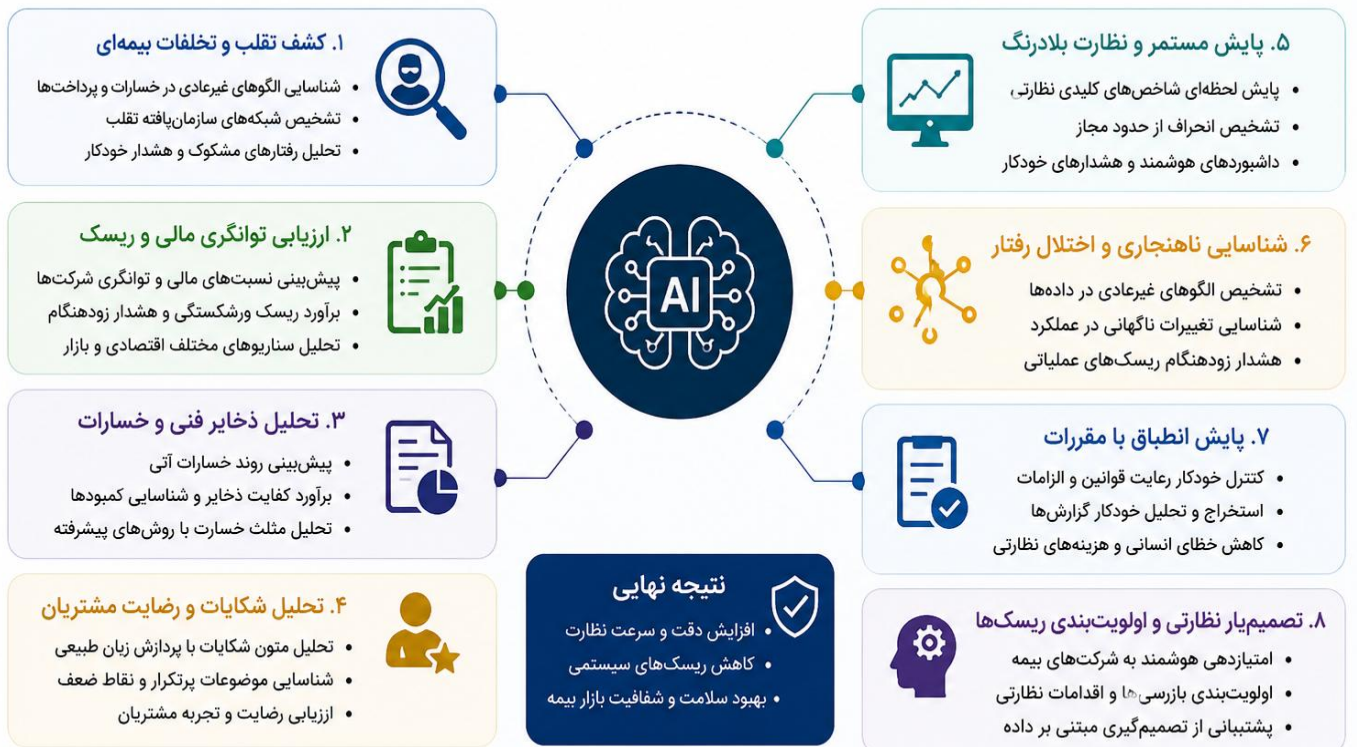 ۱. کشف تقلب و تخلفات بیمه‌ای
• شناسایی الگوهای غیرعادی در خسارات و پرداخت‌ها
• تشخیص شبکه‌های سازمان‌یافته تقلب
• تحلیل رفتارهای مشکوک و هشدار خودکار
۲. ارزیابی توانگری مالی و ریسک
• پیش‌بینی نسبت‌های مالی و توانگری شرکت‌ها
• برآورد ریسک ورشکستگی و هشدار زودهنگام
• تحلیل سناریوهای مختلف اقتصادی و بازار
۳. تحلیل ذخایر فنی و خسارات
• پیش‌بینی روند خسارات آتی
• برآورد کفایت ذخایر و شناسایی کمبودها
• تحلیل مثلث خسارت با روش‌های پیشرفته
۴. تحلیل شکایات و رضایت مشتریان
• تحلیل متون شکایات با پردازش زبان طبیعی
• شناسایی موضوعات پرتکرار و نقاط ضعف
• ارزیابی رضایت و تجربه مشتریان
AI
۵. پایش مستمر و نظارت بلادرنگ
• پایش لحظه‌ای شاخص‌های کلیدی نظارتی
• تشخیص انحراف از حدود مجاز
• داشبوردهای هوشمند و هشدارهای خودکار
۶. شناسایی ناهنجاری و اختلال رفتار
• تشخیص الگوهای غیرعادی در داده‌ها
• شناسایی تغییرات ناگهانی در عملکرد
• هشدار زودهنگام ریسک‌های عملیاتی
۷. پایش انطباق با مقررات
• کنترل خودکار رعایت قوانین و الزامات
• استخراج و تحلیل خودکار گزارش‌ها
• کاهش خطای انسانی و هزینه‌های نظارتی
۸. تصمیم‌یار نظارتی و اولویت‌بندی ریسک‌ها
• امتیازدهی هوشمند به شرکت‌های بیمه
• اولویت‌بندی بازرسی‌ها و اقدامات نظارتی
• پشتیبانی از تصمیم‌گیری مبتنی بر داده
نتیجه نهایی
• افزایش دقت و سرعت نظارت
• کاهش ریسک‌های سیستمی
• بهبود سلامت و شفافیت بازار بیمه